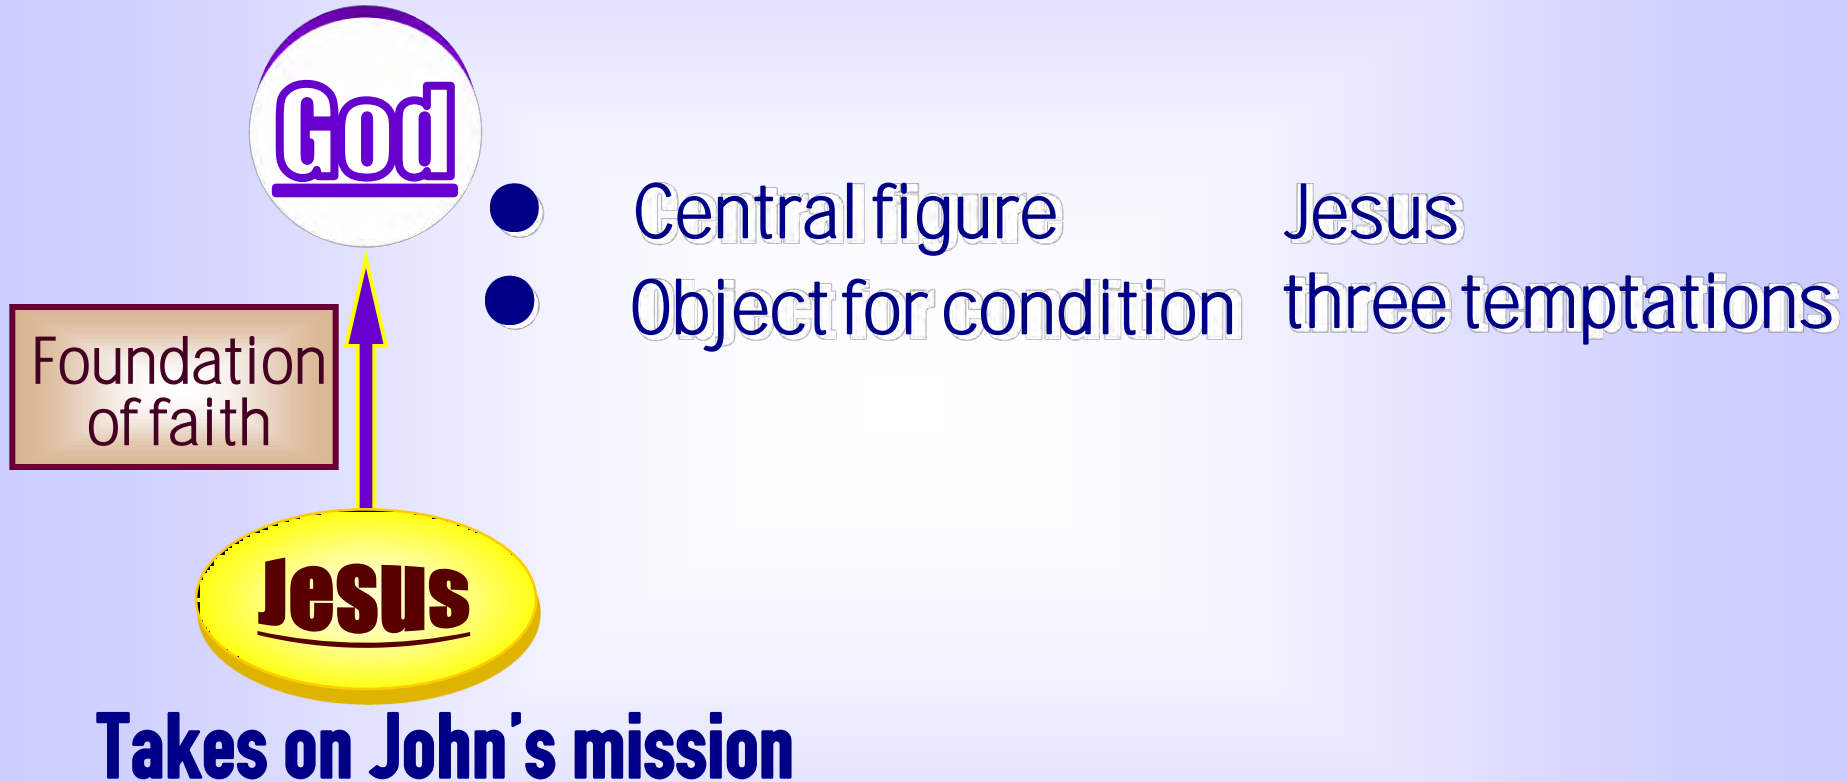 God
Central figure Jesus
Object for condition three temptations
Foundation
of faith
Jesus
Takes on John's mission